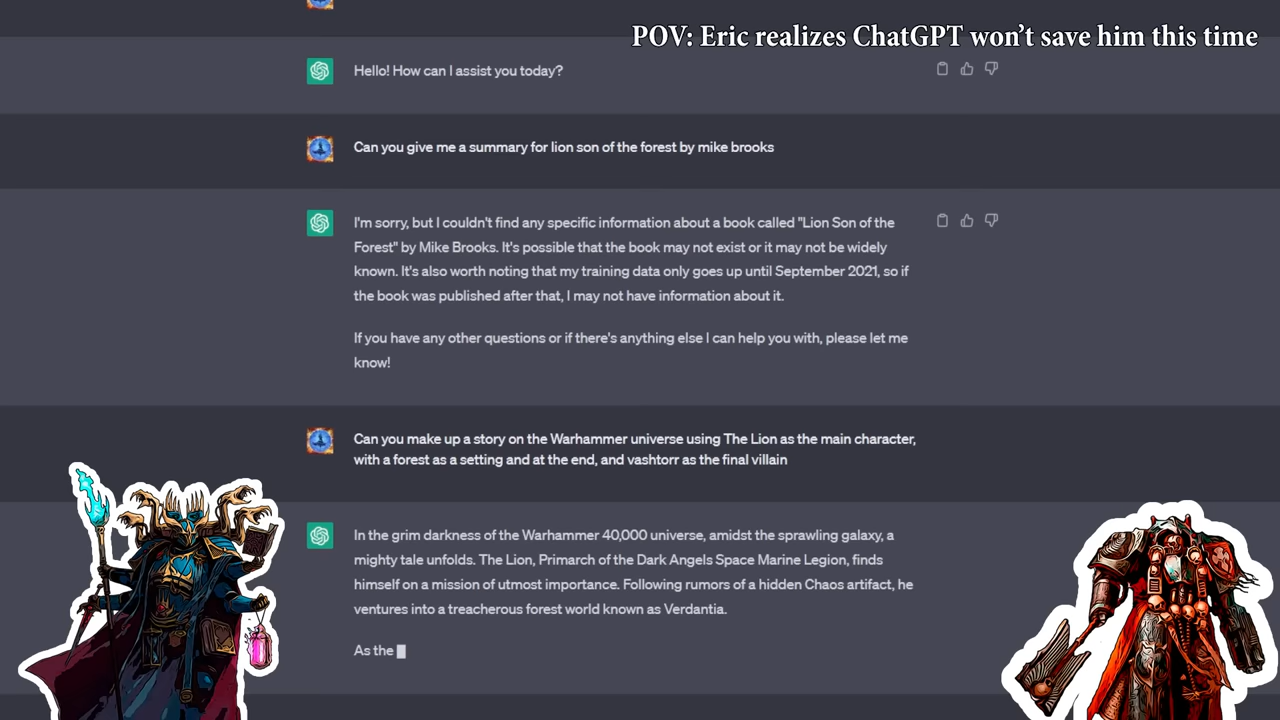 POV: Eric realizes ChatGPT won’t save him this time
Hello! How can I assist you today?
Can you give me a summary for lion son of the forest by mike brooks
I'm sorry, but I couldn't find any specific information about a book called "Lion Son of the
Forest" by Mike Brooks. It's possible that the book may not exist or it may not be widely
known. It's also worth noting that my training data only goes up until September 2021, so if
the book was published after that, I may not have information about it.
If you have any other questions or if there's anything else I can help you with, please let me
know!
Can you make up a story on the Warhammer universe using The Lion as the main character,
with a forest as a setting and at the end, and vashtorr as the final villain
In the grim darkness of the Warhammer 40,000 universe, amidst the sprawling galaxy, a
mighty tale unfolds. The Lion, Primarch of the Dark Angels Space Marine Legion, finds
himself on a mission of utmost importance. Following rumors of a hidden Chaos artifact, he
ventures into a treacherous forest world known as Verdantia.
As the